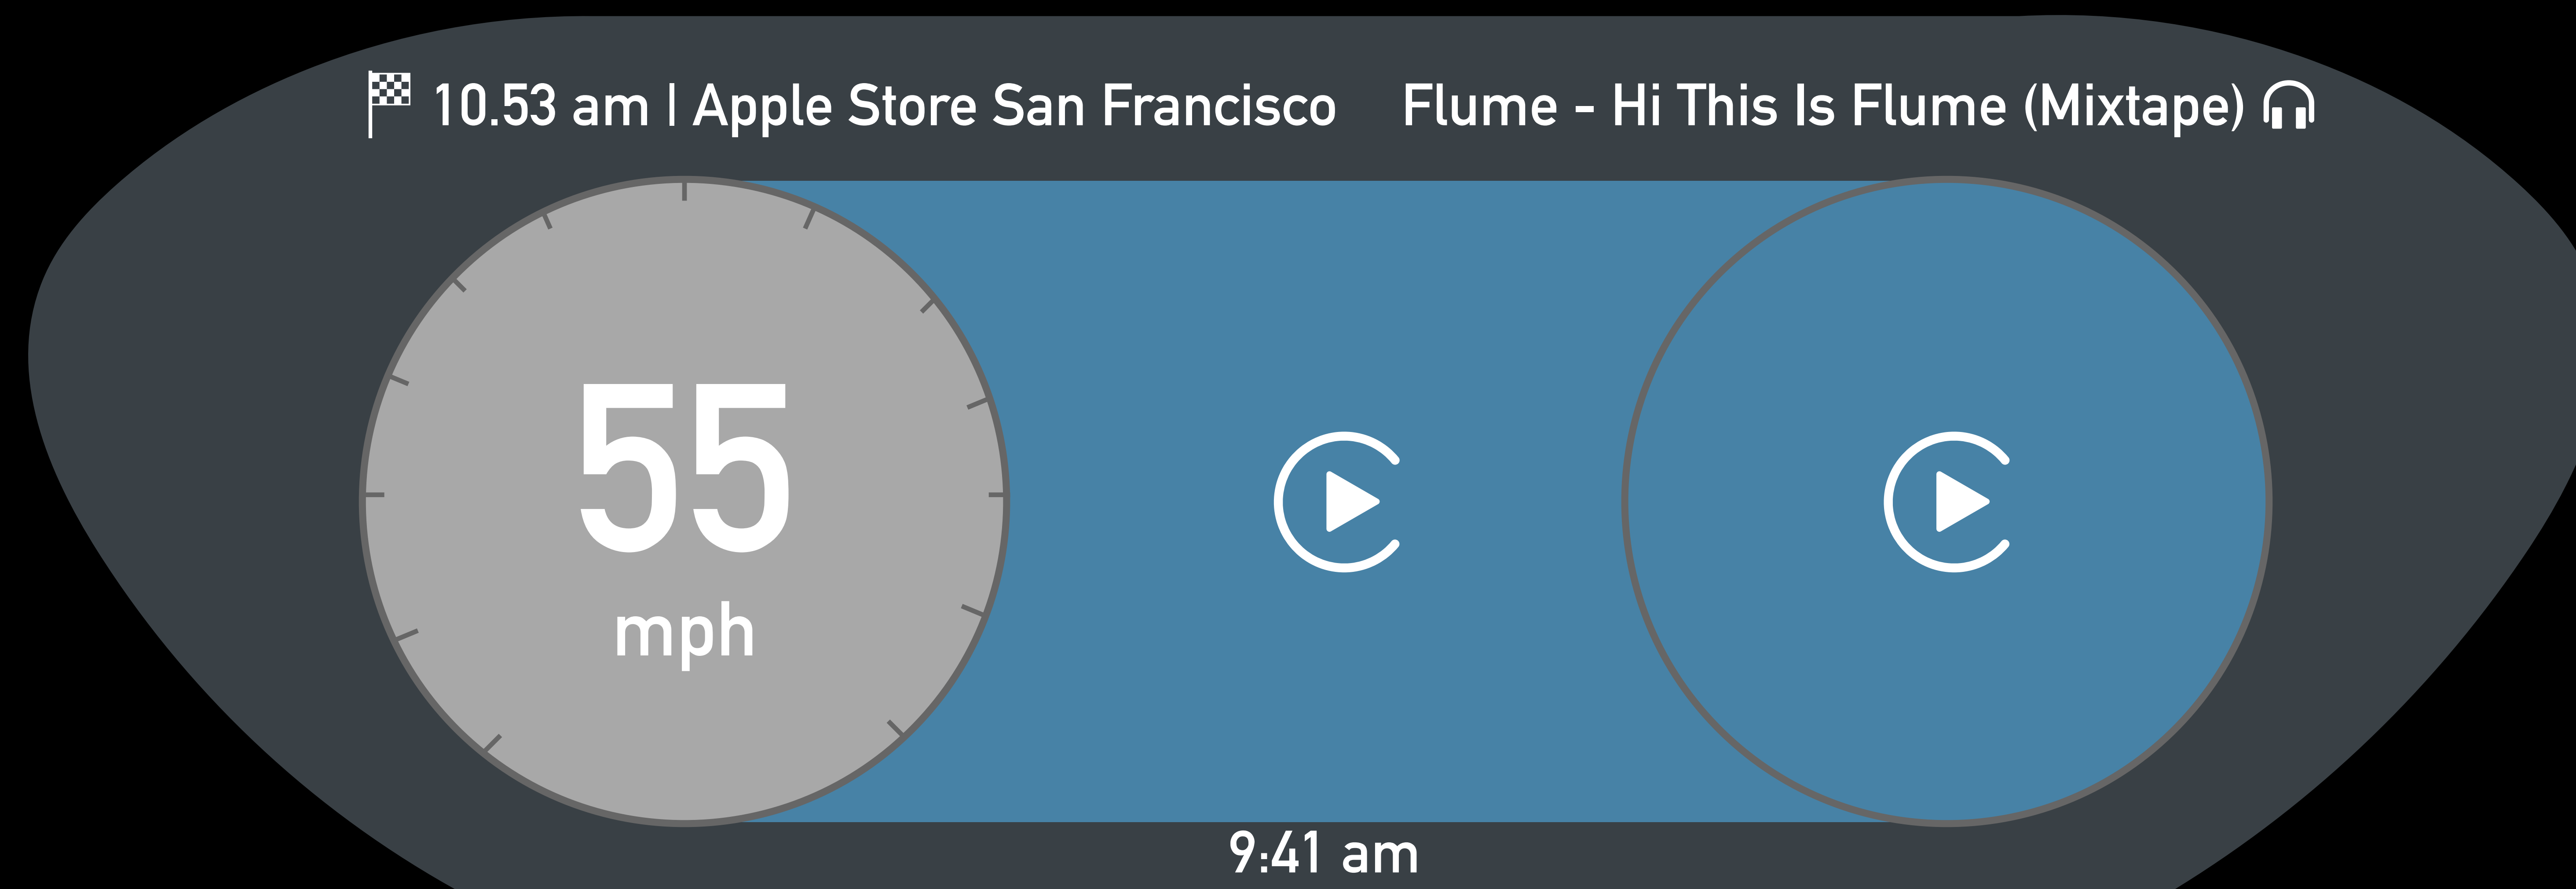 10.53 am | Apple Store San Francisco
Flume - Hi This Is Flume (Mixtape)
55
mph
9:41 am